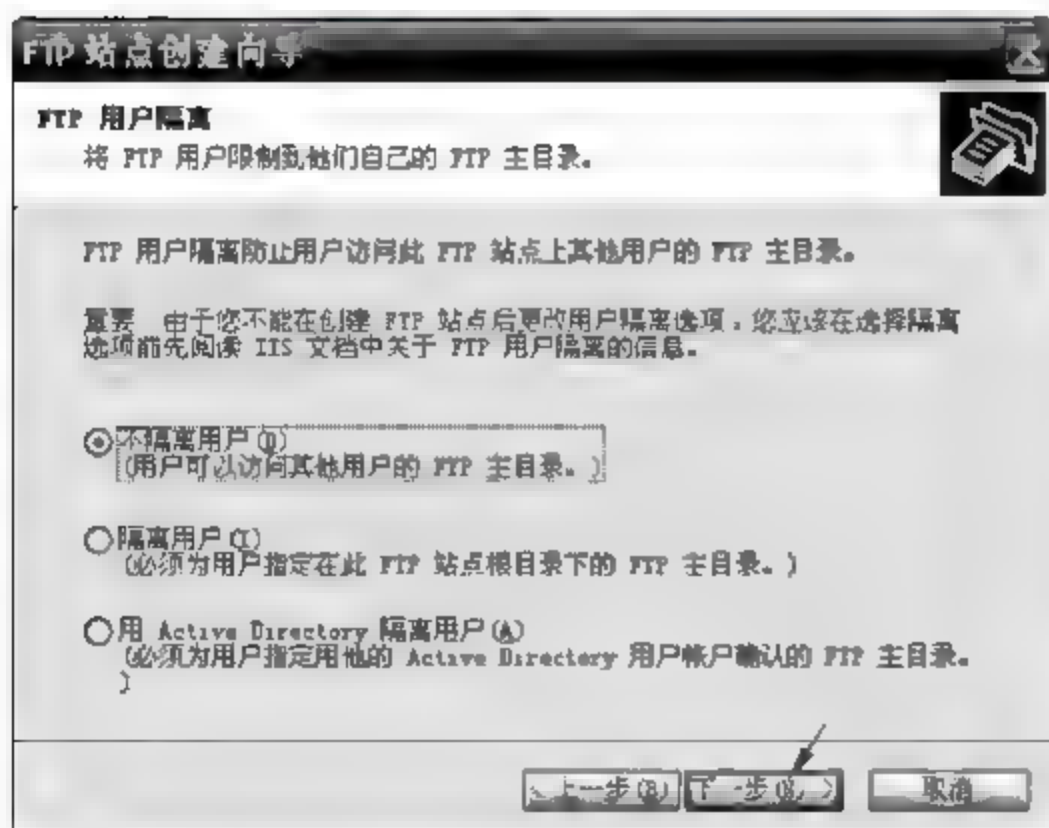 FTP 站点创建向导
FTP 用户隔离
将 FTP 用户限制到他们自己的 FTP 主目录。
FTP 用户隔离防止用户访问此 FTP 站点上其他用户的 FTP 主目录。
重要 由于您不能在创建 FTP 站点后更改用户隔离选项，您应该在选择隔离
选项前先阅读 IIS 文档中关于 FTP 用户隔离的信息。
不隔离用户(D)
(用户可以访问其他用户的 FTP 主目录。)
隔离用户(I)
(必须为用户指定在此 FTP 站点根目录下的 FTP 主目录。)
用 Active Directory 隔离用户(A)
(必须为用户指定用他的 Active Directory 用户帐户确认的 FTP 主目录。
)
< 上一步(B) 下一步(N) > 取消